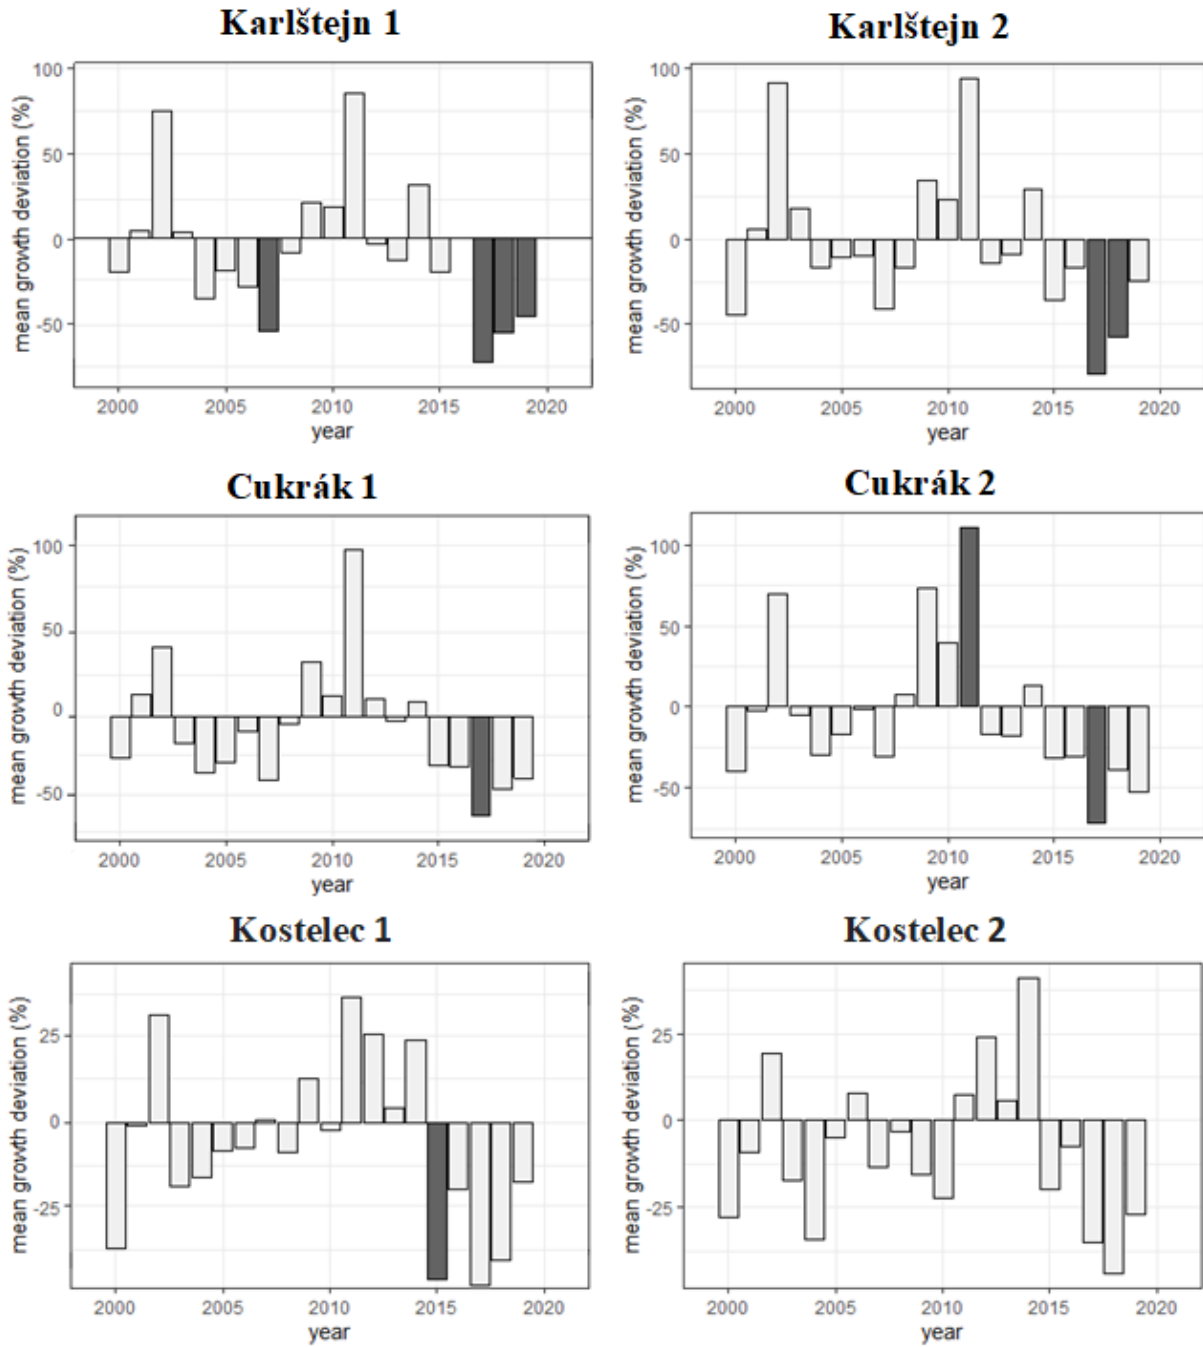 Karlštejn 1
mean growth deviation (%)
100
50
0
-50
2000 2005 2010 2015 2020
year
Karlštejn 2
mean growth deviation (%)
100
50
0
-50
2000 2005 2010 2015 2020
year
Cukrák 1
mean growth deviation (%)
100
50
0
-50
2000 2005 2010 2015 2020
year
Cukrák 2
mean growth deviation (%)
100
50
0
-50
2000 2005 2010 2015 2020
year
Kostelec 1
mean growth deviation (%)
25
0
-25
2000 2005 2010 2015 2020
year
Kostelec 2
mean growth deviation (%)
25
0
-25
2000 2005 2010 2015 2020
year